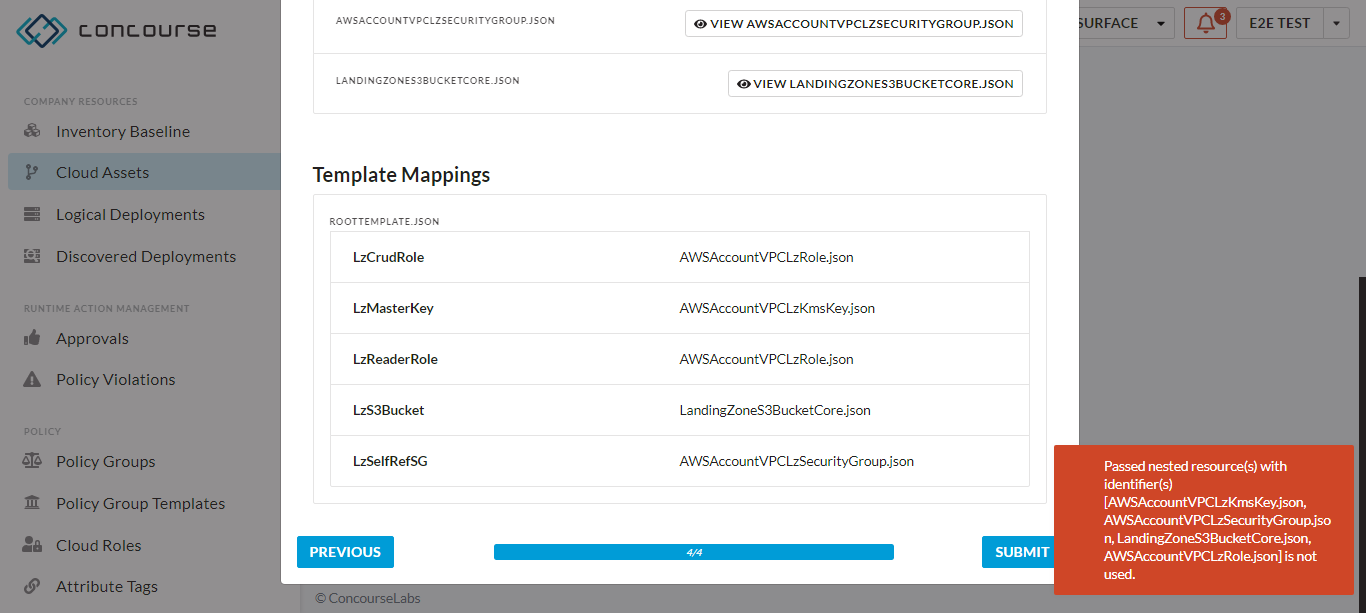 CONCOURSE
COMPANY RESOURCES
Inventory Baseline
Cloud Assets
Logical Deployments
Discovered Deployments
RUNTIME ACTION MANAGEMENT
Approvals
Policy Violations
POLICY
Policy Groups
Policy Group Templates
Cloud Roles
Attribute Tags
AWSACCOUNTVPCLZSECURITYGROUP.JSON
VIEW AWSACCOUNTVPCLZSECURITYGROUP.JSON
LANDINGZONES3BUCKETCORE.JSON
VIEW LANDINGZONES3BUCKETCORE.JSON
Template Mappings
ROOTTEMPLATE.JSON
LzCrudRole AWSAccountVPCLzRole.json
LzMasterKey AWSAccountVPCLzKmsKey.json
LzReaderRole AWSAccountVPCLzRole.json
LzS3Bucket LandingZoneS3BucketCore.json
LzSelfRefSG AWSAccountVPCLzSecurityGroup.json
PREVIOUS
4/4
SUBMIT
© ConcourseLabs
SURFACE
3
E2E TEST
Passed nested resource(s) with
identifier(s)
[AWSAccountVPCLzKmsKey.json,
AWSAccountVPCLzSecurityGroup.jso
n, LandingZoneS3BucketCore.json,
AWSAccountVPCLzRole.json] is not
used.